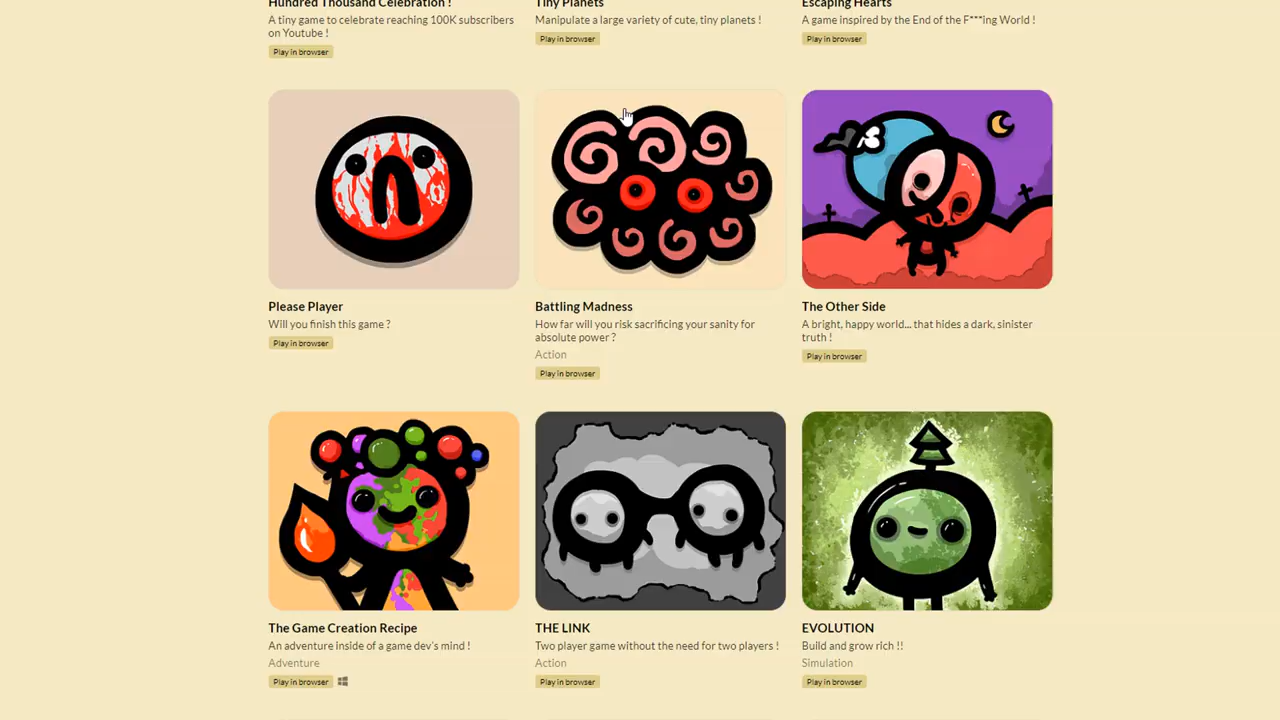 Hundred Thousand Celebration !
A tiny game to celebrate reaching 100K subscribers
on Youtube !
Play in browser
Tiny Planets
Manipulate a large variety of cute, tiny planets !
Play in browser
Escaping Hearts
A game inspired by the End of the F***ing World !
Play in browser
Please Player
Will you finish this game ?
Play in browser
Battling Madness
How far will you risk sacrificing your sanity for
absolute power ?
Action
Play in browser
The Other Side
A bright, happy world... that hides a dark, sinister
truth !
Play in browser
The Game Creation Recipe
An adventure inside of a game dev's mind !
Adventure
Play in browser
THE LINK
Two player game without the need for two players !
Action
Play in browser
EVOLUTION
Build and grow rich !!
Simulation
Play in browser